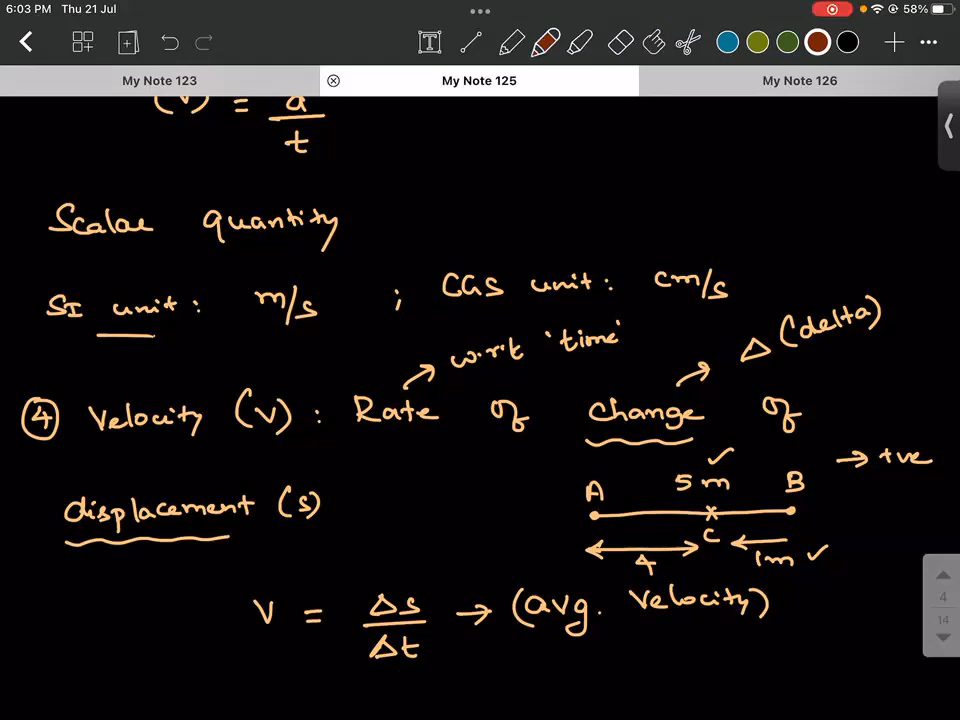 6:03 PM Thu 21 Jul
58%
My Note 123
My Note 125
My Note 126
(v) = d
t
Scalar quantity
SI unit: m/s ; CGS unit: cm/s
w.r.t 'time'
Δ (delta)
④ Velocity (v): Rate of change of
displacement (s)
→ +ve
A 5m B
C
4 1m
v = Δs → (avg. velocity)
Δt
4
14